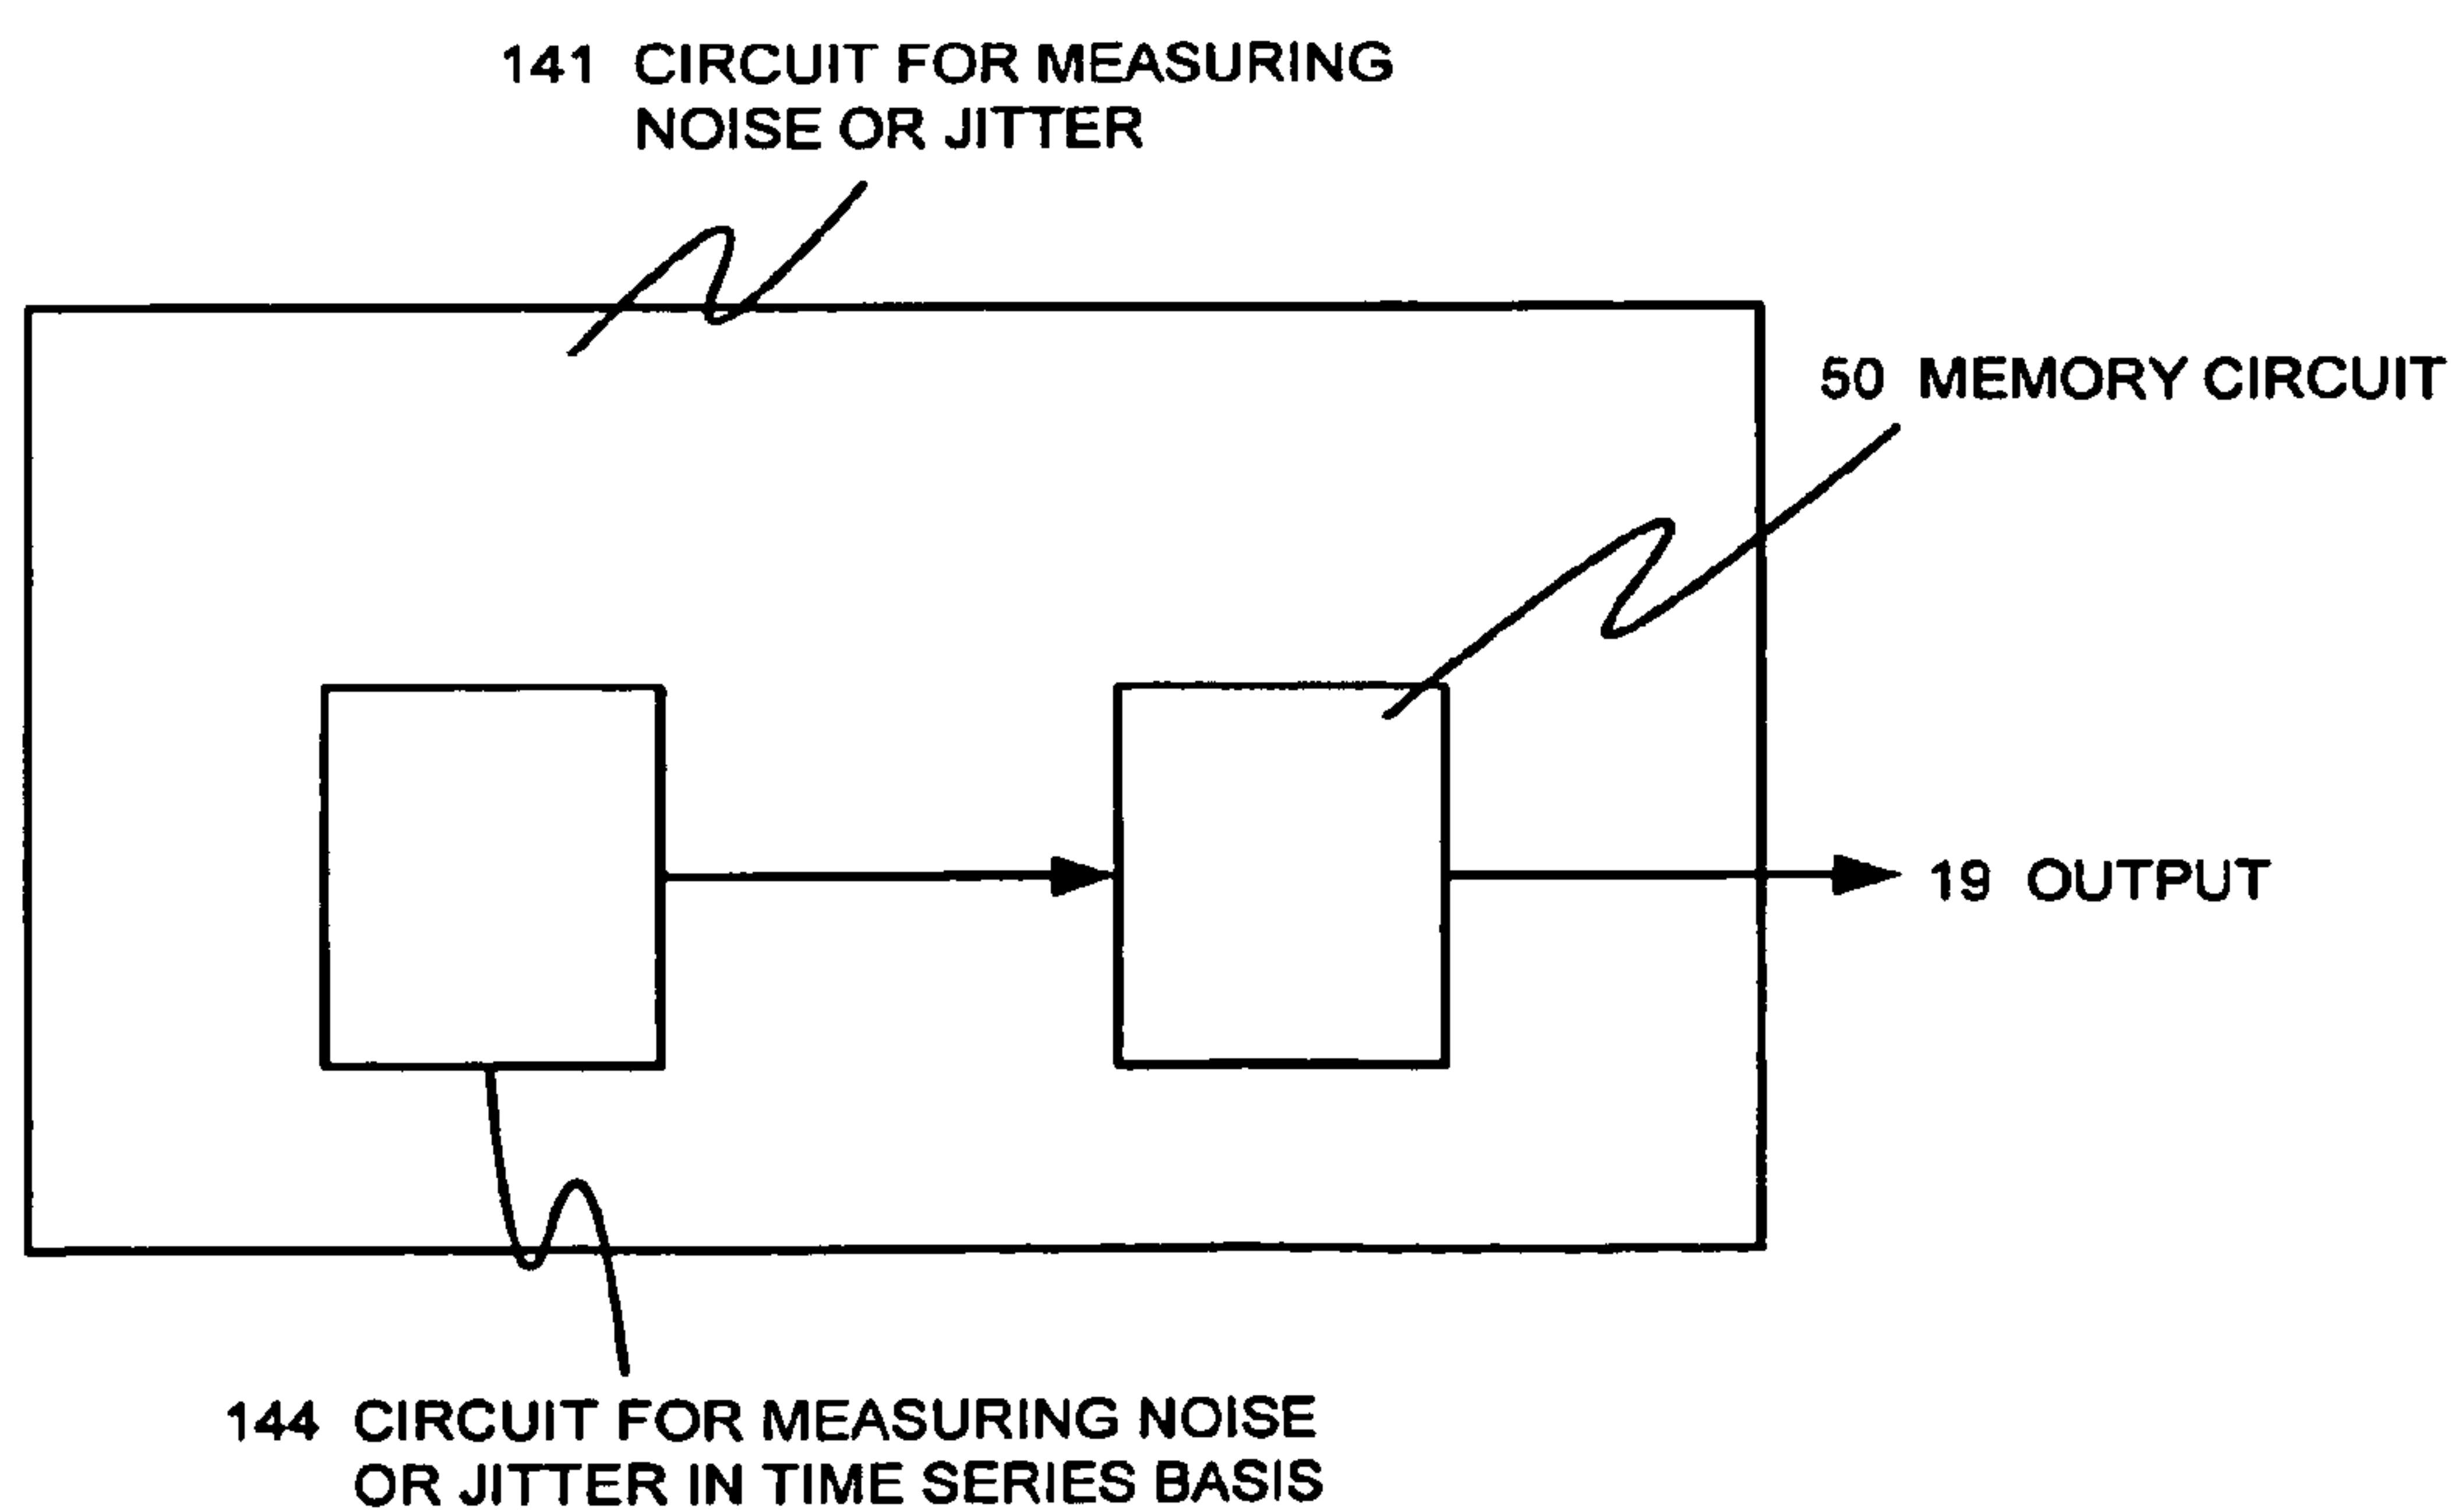 141 CIRCUIT FOR MEASURING
NOISE OR JITTER
50 MEMORY CIRCUIT
19 OUTPUT
144 CIRCUIT FOR MEASURING NOISE
OR JITTER IN TIME SERIES BASIS